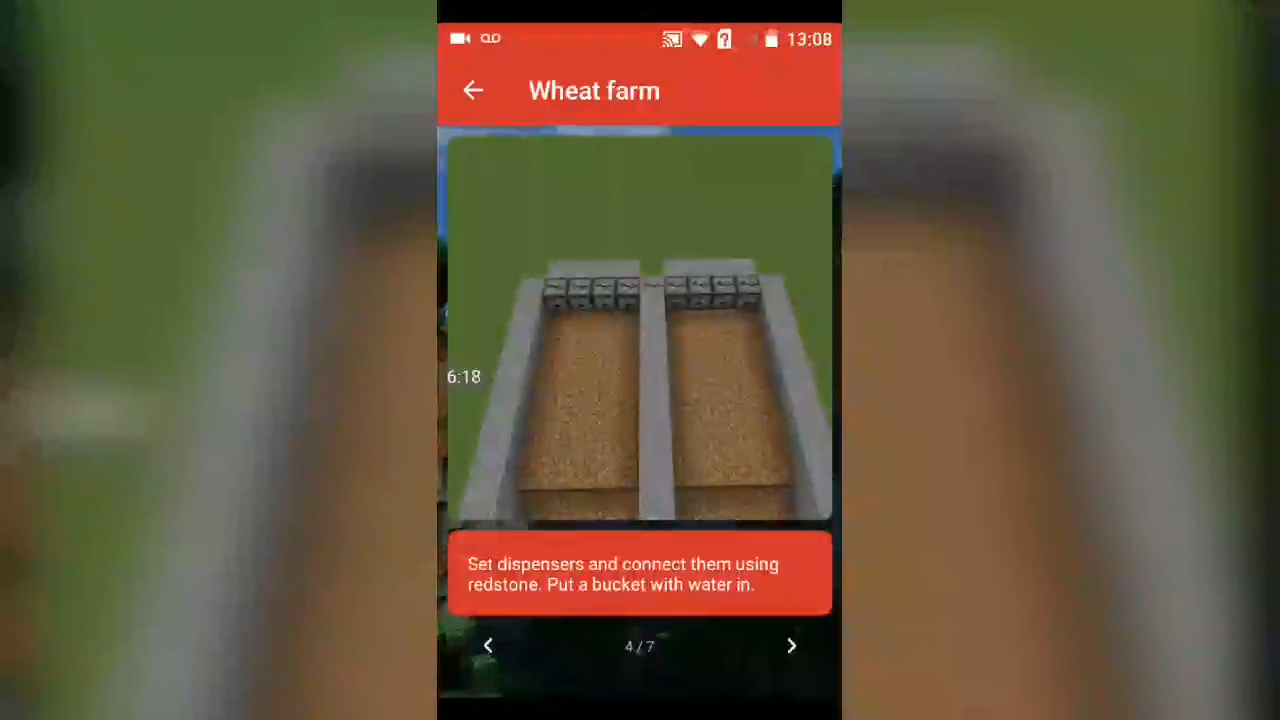 13:08
Wheat farm
6:18
Set dispensers and connect them using
redstone. Put a bucket with water in.
4 / 7